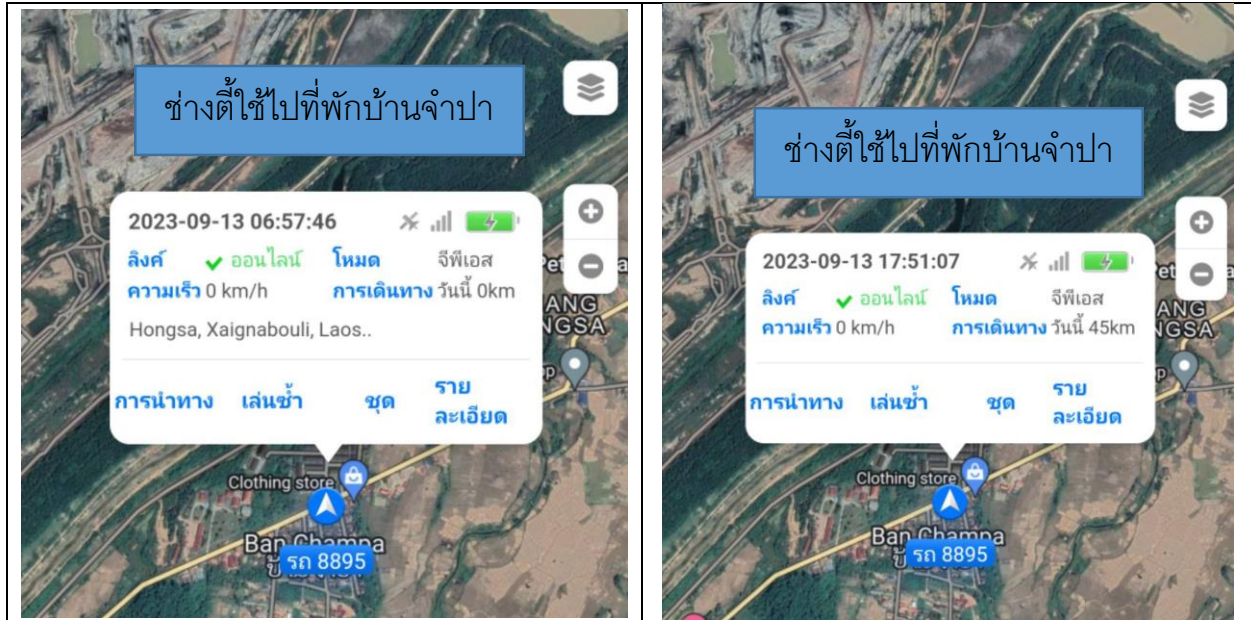 ช่างตี้ใช้ไปที่พักบ้านจำปา
2023-09-13 06:57:46
ลิงค์ ออนไลน์ โหมด จีพีเอส
ความเร็ว 0 km/h การเดินทาง วันนี้ 0km
Hongsa, Xaignabouli, Laos..
การนำทาง เล่นซ้ำ ชุด ราย
ละเอียด
Clothing store
Ban Champa
รถ 8895
ANG
NGSA
ช่างตี้ใช้ไปที่พักบ้านจำปา
2023-09-13 17:51:07
ลิงค์ ออนไลน์ โหมด จีพีเอส
ความเร็ว 0 km/h การเดินทาง วันนี้ 45km
การนำทาง เล่นซ้ำ ชุด ราย
ละเอียด
Clothing store
Ban Champa
รถ 8895
ANG
NGSA